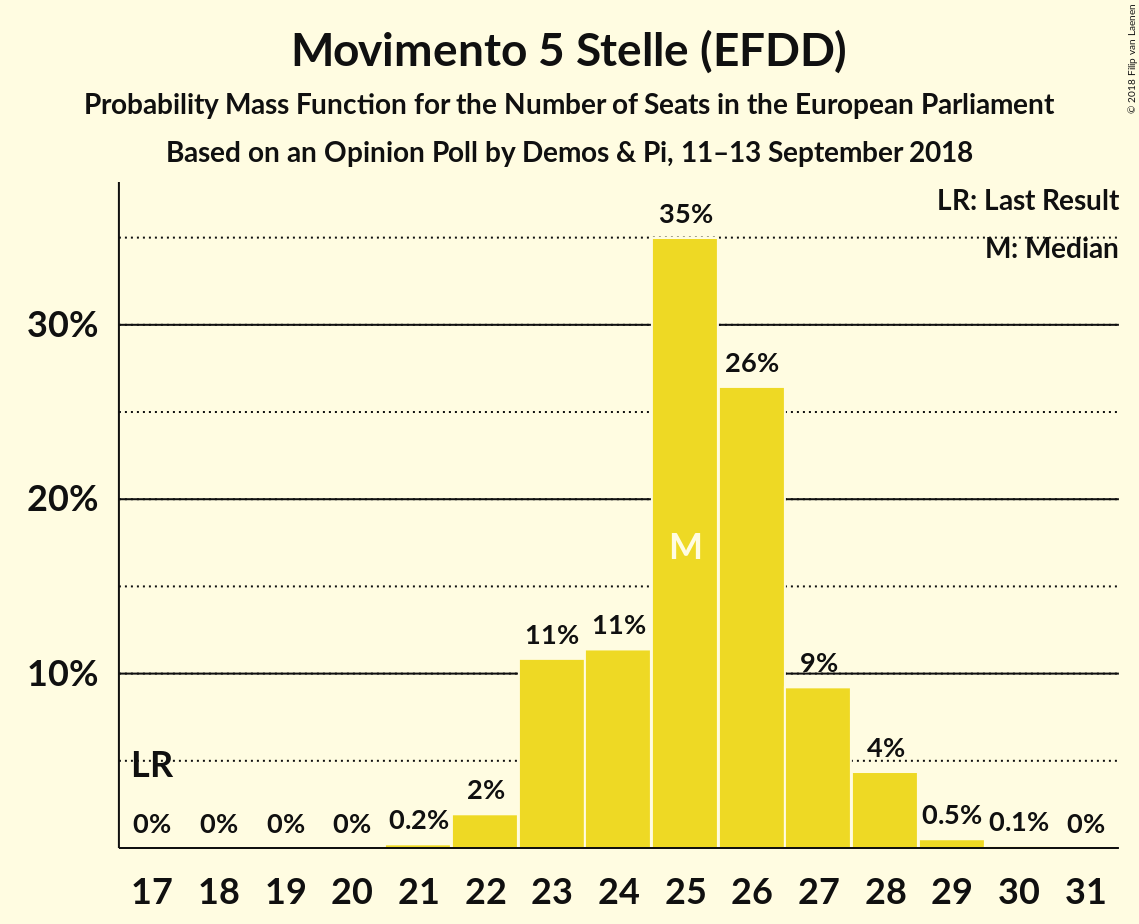 Movimento 5 Stelle (EFDD)
Probability Mass Function for the Number of Seats in the European Parliament
Based on an Opinion Poll by Demos & Pi, 11–13 September 2018
© 2018 Filip van Laenen
LR: Last Result
M: Median
35%
30%
26%
20%
M
11% 11%
10%
9%
LR
4%
2%
0% 0% 0% 0% 0.2% 0.5% 0.1% 0%
17 18 19 20 21 22 23 24 25 26 27 28 29 30 31